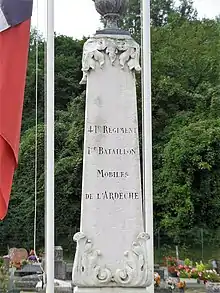 41e Régiment
1er Bataillon
Mobiles
de l'Ardèche